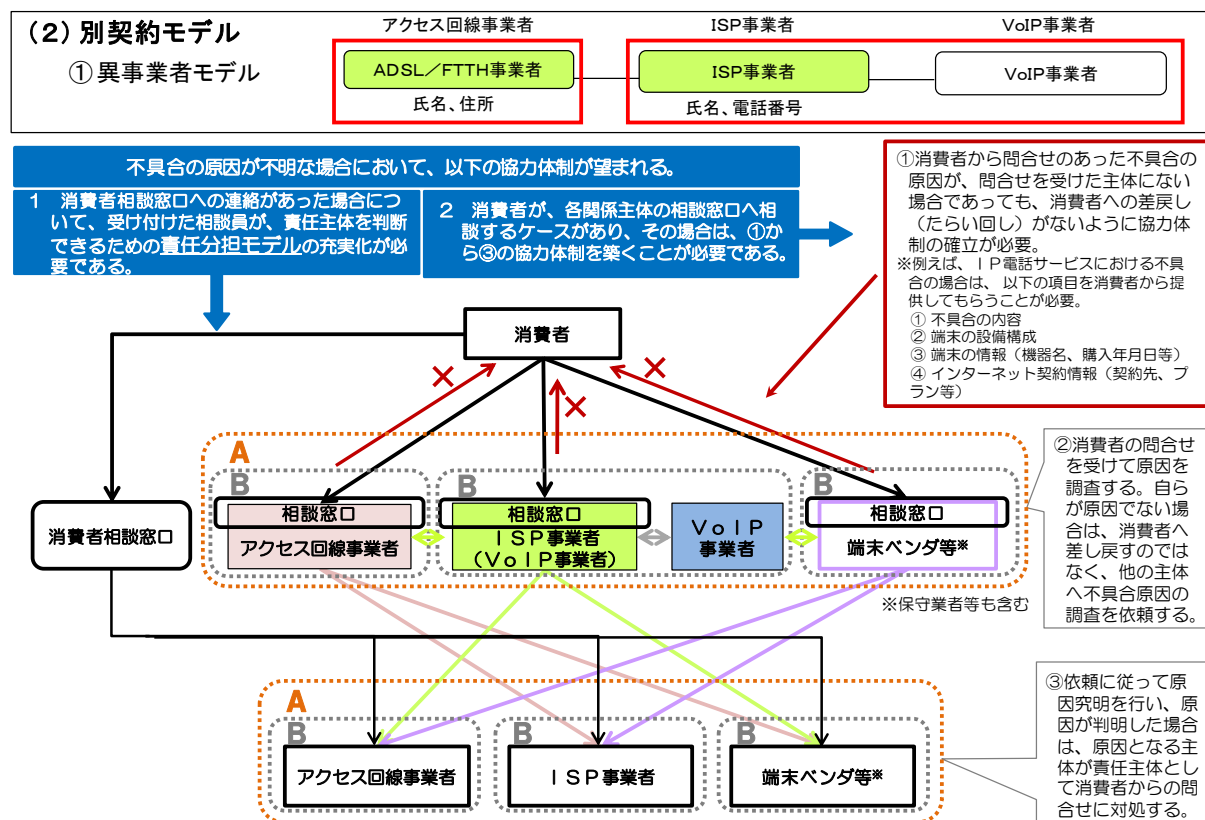 (2) 別契約モデル
① 異事業者モデル
アクセス回線事業者
ISP事業者
VoIP事業者
ADSL/FTTH事業者
ISP事業者
VoIP事業者
氏名、住所
氏名、電話番号
不具合の原因が不明な場合において、以下の協力体制が望まれる。
1 消費者相談窓口への連絡があった場合につ
いて、受け付けた相談員が、責任主体を判断
できるための責任分担モデルの充実化が必
要である。
2 消費者が、各関係主体の相談窓口へ相
談するケースがあり、その場合は、①か
ら③の協力体制を築くことが必要である。
①消費者から問合せのあった不具合の
原因が、問合せを受けた主体にない
場合であっても、消費者への差戻し
(たらい回し)がないように協力体
制の確立が必要。
※例えば、IP電話サービスにおける不具
合の場合は、以下の項目を消費者から提
供してもらうことが必要。
① 不具合の内容
② 端末の設備構成
③ 端末の情報(機器名、購入年月日等)
④ インターネット契約情報(契約先、プ
ラン等)
消費者
×
×
×
A
B
B
B
相談窓口
アクセス回線事業者
相談窓口
ISP事業者
(VoIP事業者)
VoIP
事業者
相談窓口
端末ベンダ等※
消費者相談窓口
※保守業者等も含む
②消費者の問合せ
を受けて原因を
調査する。自ら
が原因でない場
合は、消費者へ
差し戻すのでは
なく、他の主体
へ不具合原因の
調査を依頼する。
A
B
B
B
アクセス回線事業者
ISP事業者
端末ベンダ等※
③依頼に従って原
因究明を行い、原
因が判明した場合
は、原因となる主
体が責任主体とし
て消費者からの問
合せに対処する。